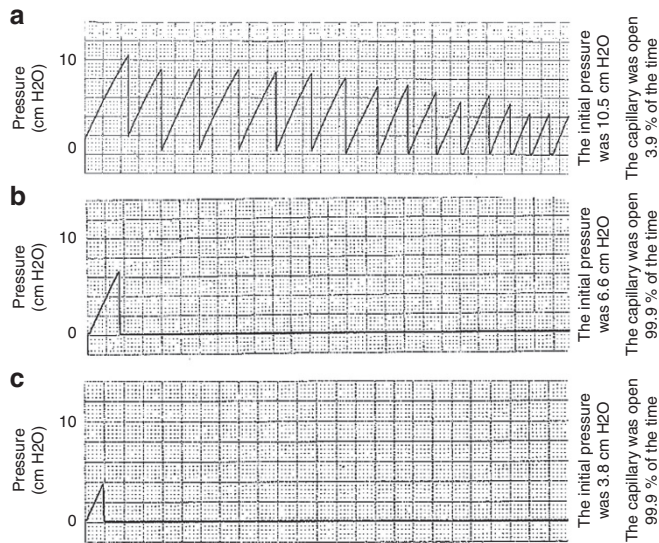 a
Pressure
(cm H2O)
10
0
The initial pressure
was 10.5 cm H2O
The capillary was open
3.9 % of the time
b
Pressure
(cm H2O)
10
0
The initial pressure
was 6.6 cm H2O
The capillary was open
99.9 % of the time
c
Pressure
(cm H2O)
10
0
The initial pressure
was 3.8 cm H2O
The capillary was open
99.9 % of the time